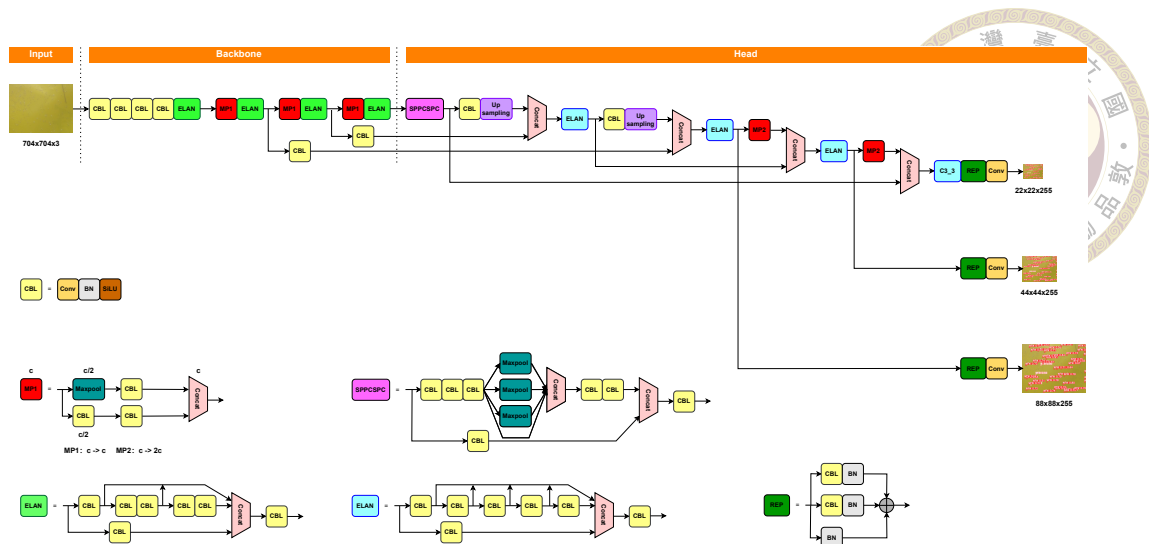 Input Backbone Head
704x704x3
CBL CBL CBL CBL ELAN MP1 ELAN MP1 ELAN MP1 ELAN SPPCSPC CBL Up sampling Concat ELAN CBL Up sampling Concat ELAN MP2 Concat ELAN MP2 Concat C3_3 REP Conv
CBL CBL
22x22x255
REP Conv
44x44x255
REP Conv
88x88x255
CBL = Conv BN SiLU
c c/2 c
MP1 = Maxpool CBL Concat
CBL CBL
c/2
MP1: c -> c MP2: c -> 2c
SPPCSPC = CBL CBL CBL Maxpool Maxpool Maxpool Concat CBL CBL Concat CBL
CBL
ELAN = CBL CBL CBL CBL CBL Concat CBL
CBL
ELAN = CBL CBL CBL CBL CBL Concat CBL
CBL
REP = CBL BN
CBL BN
BN
灣 臺
國
敦
品